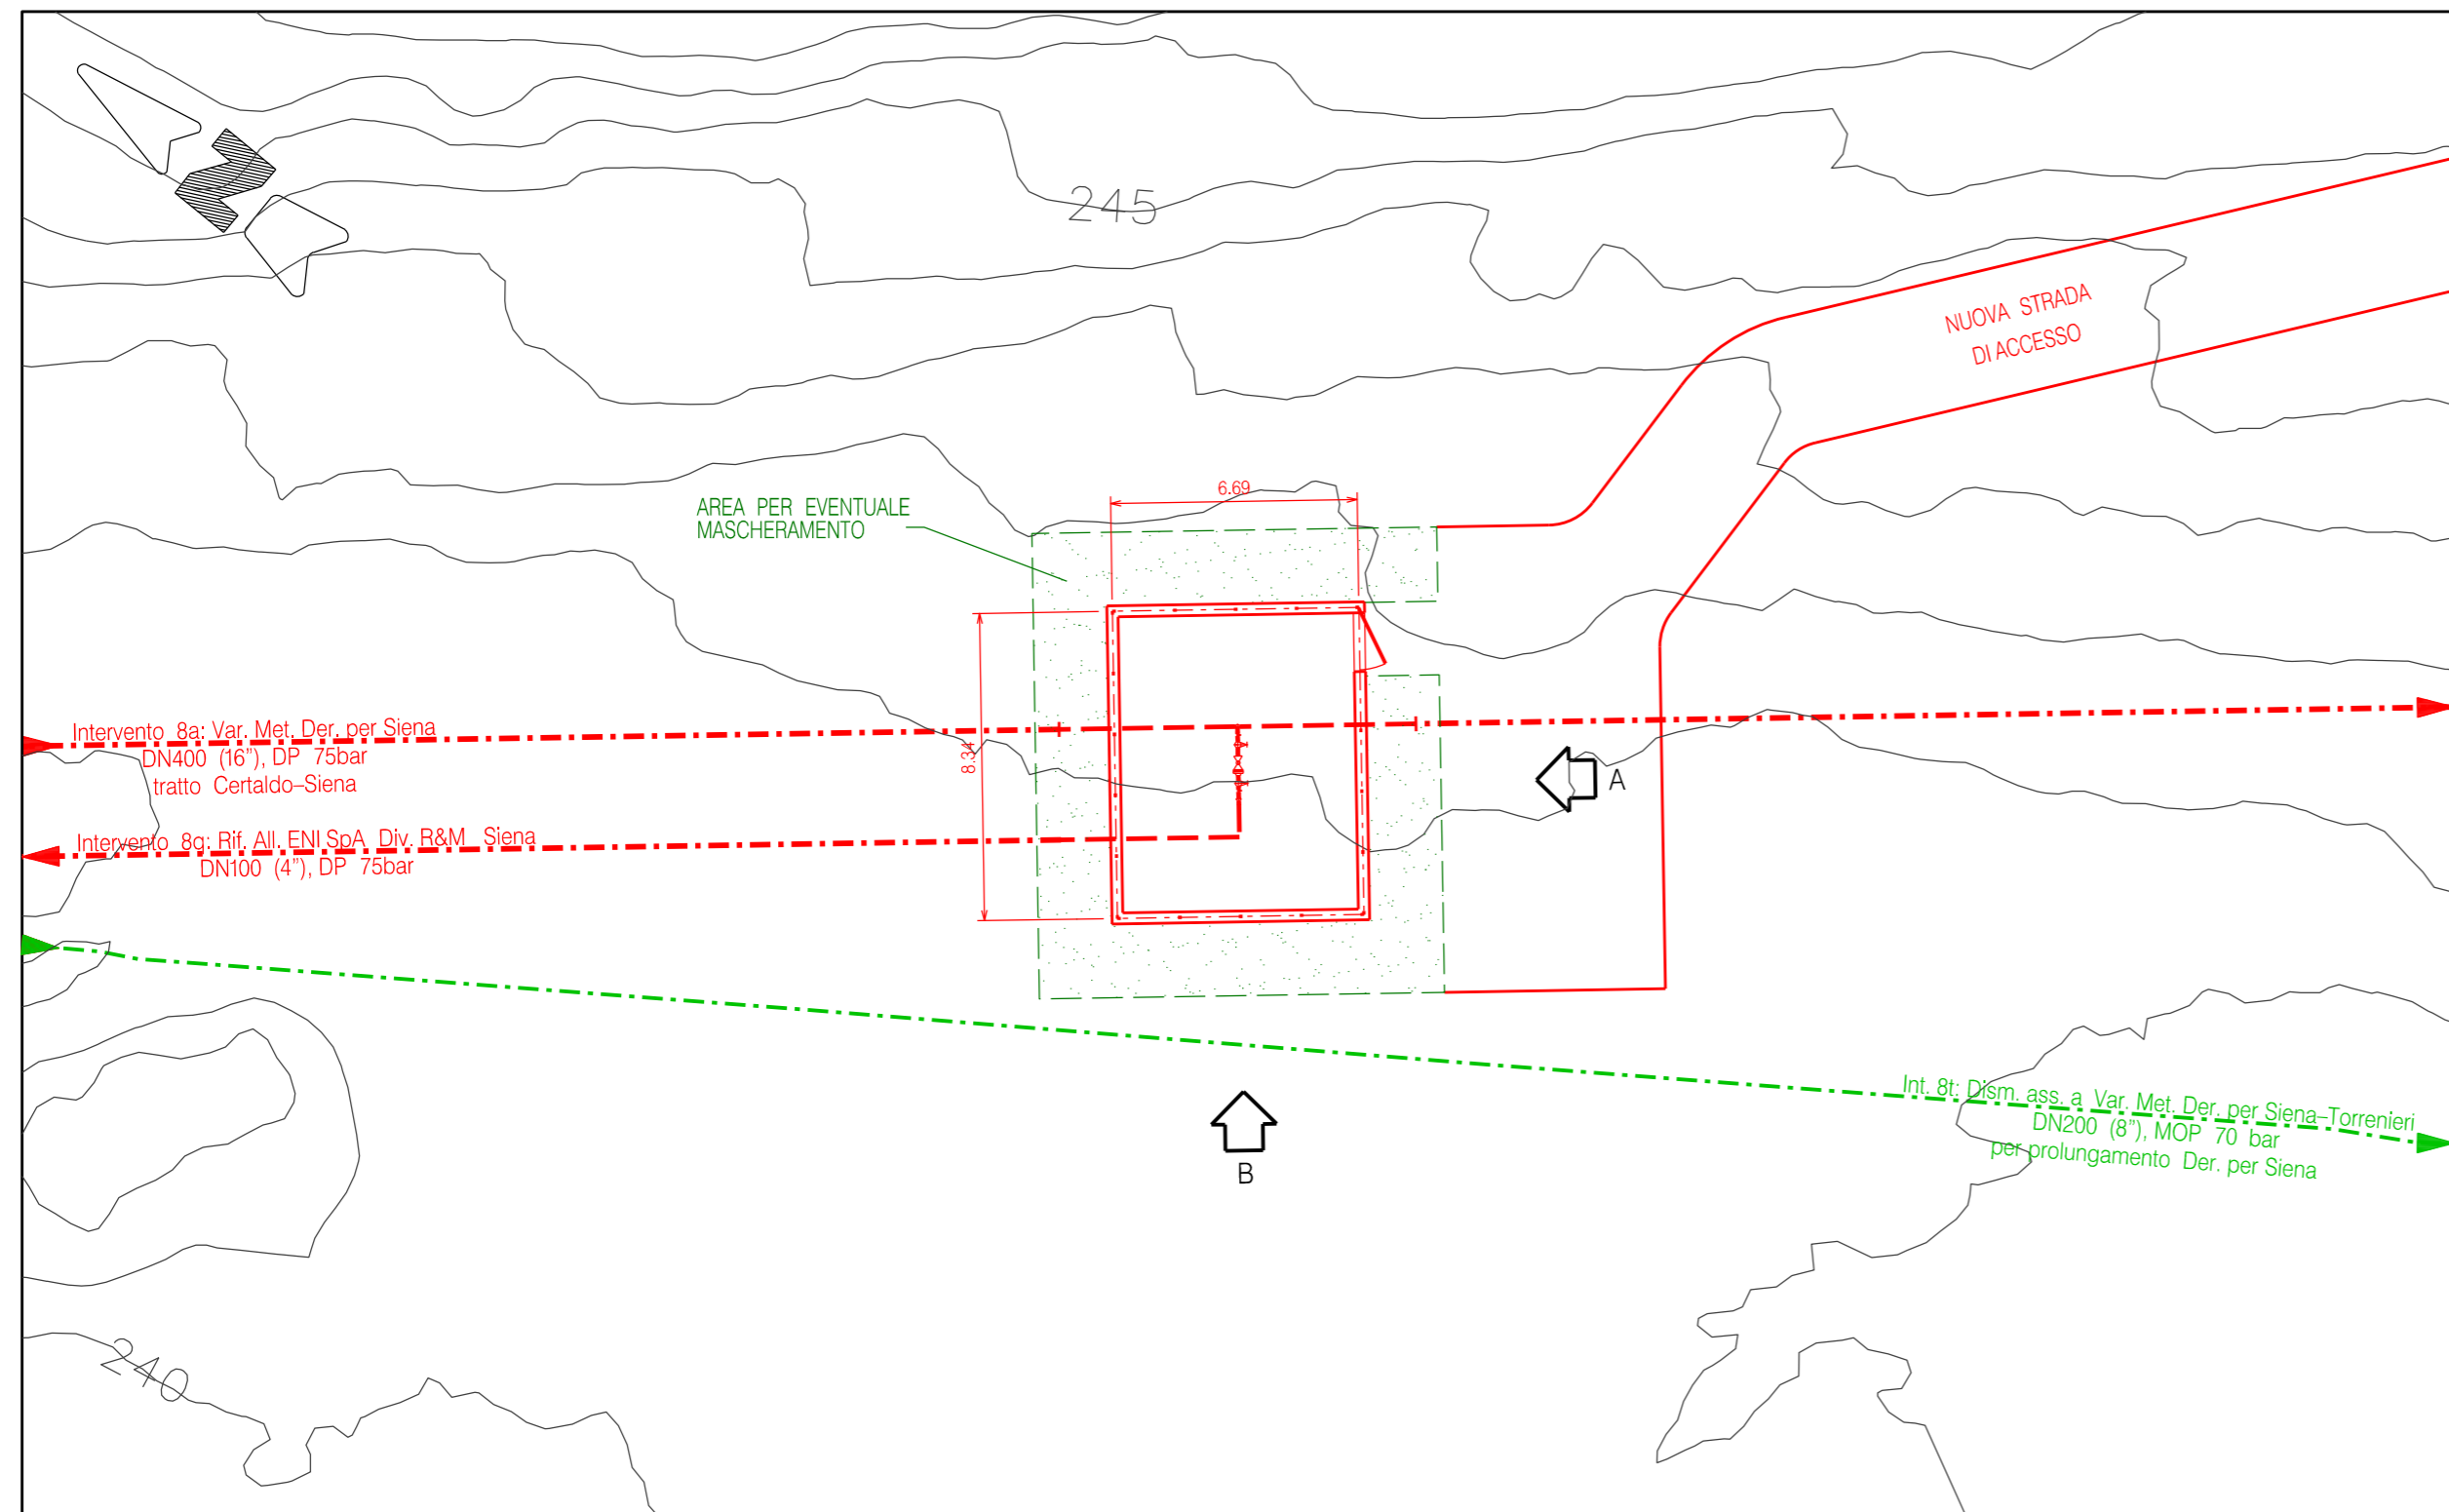 245
NUOVA STRADA
DI ACCESSO
6.69
AREA PER EVENTUALE
MASCHERAMENTO
8.34
Intervento 8a: Var. Met. Der. per Siena
DN400 (16"), DP 75bar
tratto Certaldo–Siena
A
Intervento 8q: Rif. All. ENI SpA Div. R&M Siena
DN100 (4"), DP 75bar
Int. 8t: Dism. ass. a Var. Met. Der. per Siena–Torrenieri
DN200 (8"), MOP 70 bar
per prolungamento Der. per Siena
B
240